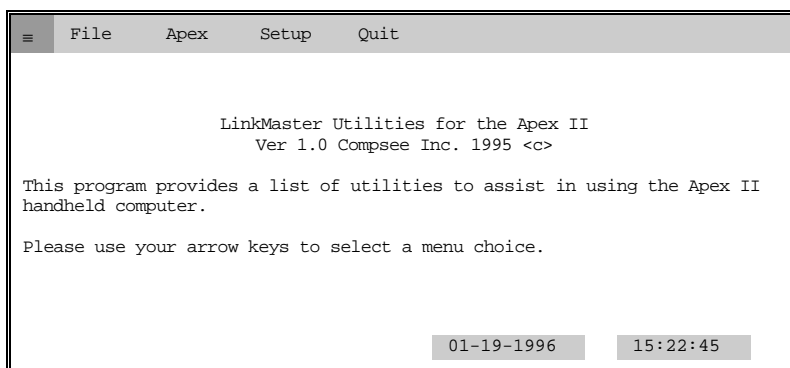 ≡ File Apex Setup Quit
LinkMaster Utilities for the Apex II
Ver 1.0 Compsee Inc. 1995 <c>
This program provides a list of utilities to assist in using the Apex II
handheld computer.
Please use your arrow keys to select a menu choice.
01-19-1996 15:22:45